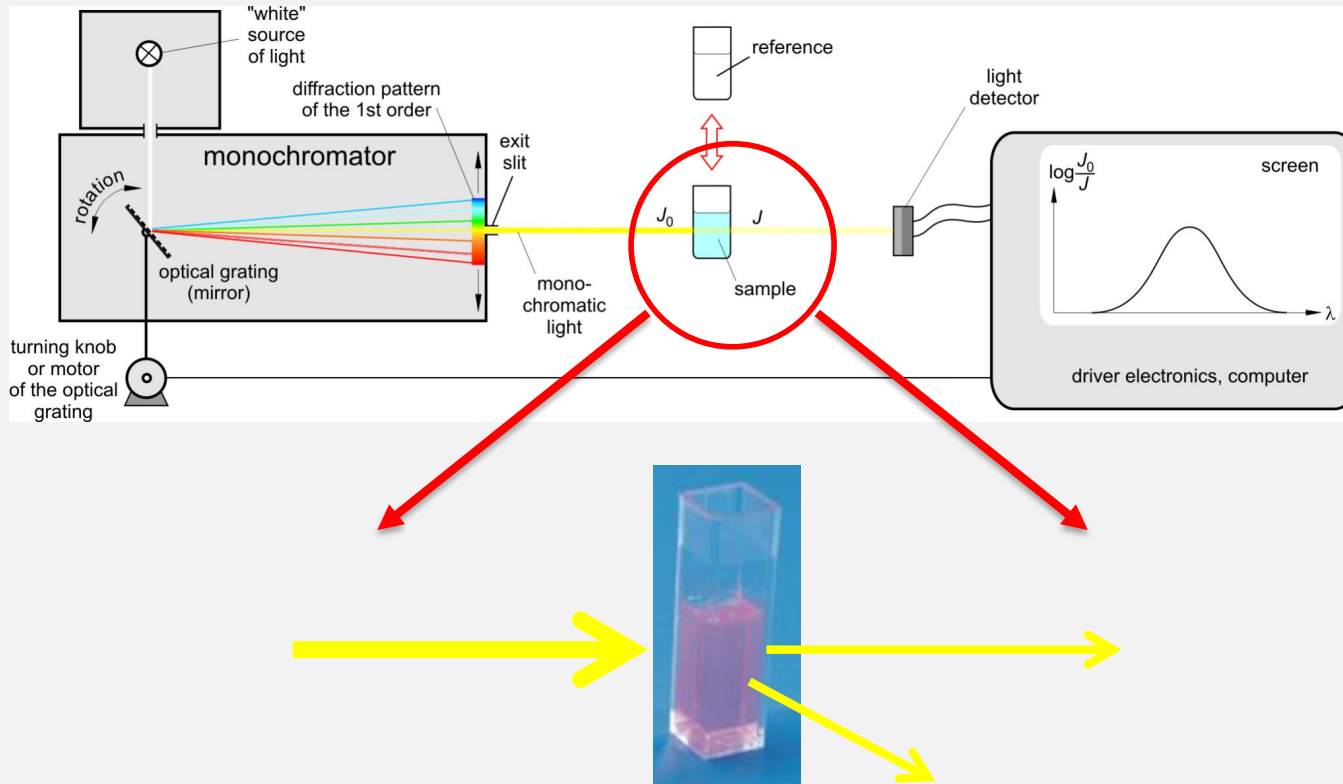 "white"
source
of light
diffraction pattern
of the 1st order
monochromator
exit
slit
rotation
optical grating
(mirror)
mono-
chromatic
light
turning knob
or motor
of the optical
grating
reference
J₀
J
sample
light
detector
log J₀/J
screen
λ
driver electronics, computer